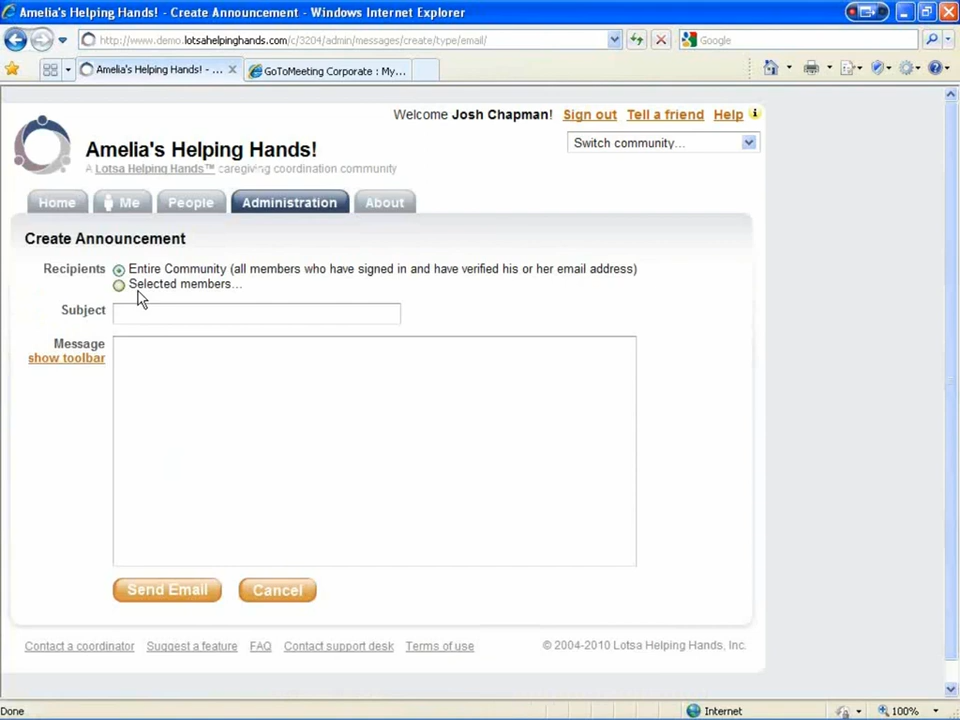 Amelia's Helping Hands! - Create Announcement - Windows Internet Explorer
http://www.demo.lotsahelpinghands.com/c/3204/admin/messages/create/type/email/
Google
Amelia's Helping Hands! - ...
GoToMeeting Corporate : My...
Welcome Josh Chapman! Sign out Tell a friend Help
Switch community...
Amelia's Helping Hands!
A Lotsa Helping Hands™ caregiving coordination community
Home Me People Administration About
Create Announcement
Recipients Entire Community (all members who have signed in and have verified his or her email address)
Selected members...
Subject
Message
show toolbar
Send Email Cancel
Contact a coordinator Suggest a feature FAQ Contact support desk Terms of use © 2004-2010 Lotsa Helping Hands, Inc.
Done Internet 100%